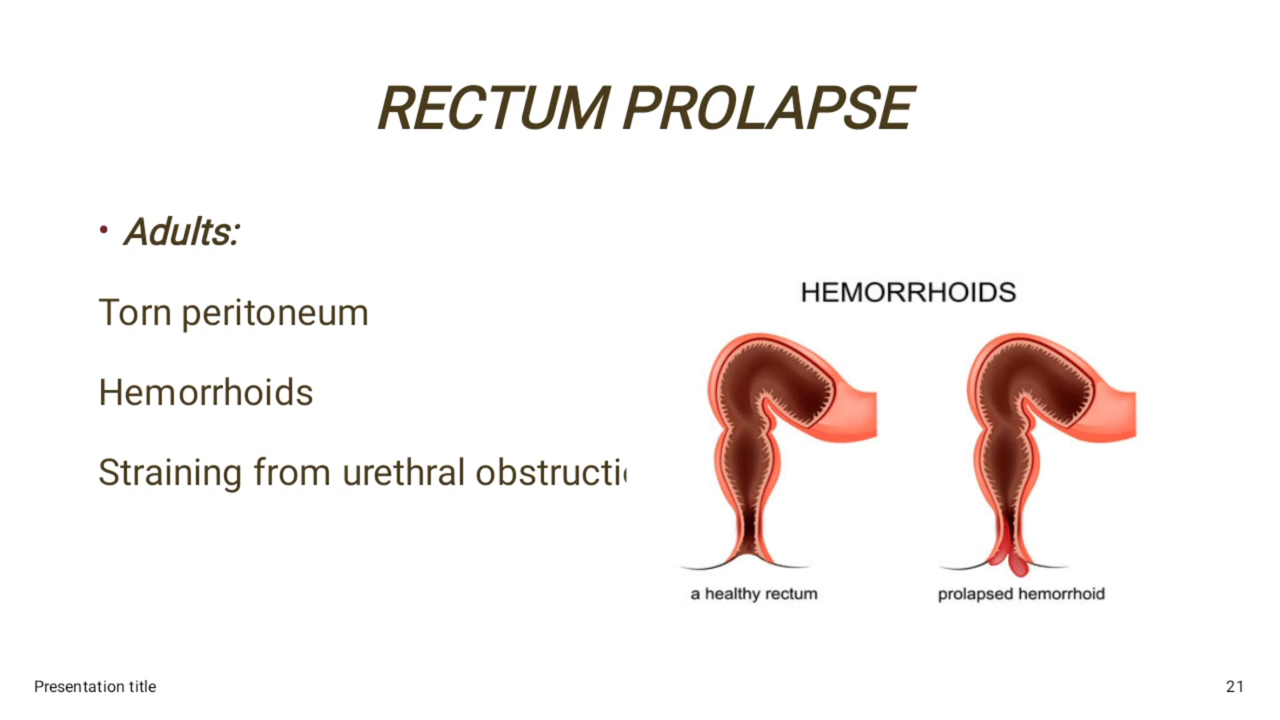 RECTUM PROLAPSE
• Adults:
Torn peritoneum
Hemorrhoids
Straining from urethral obstructi
HEMORRHOIDS
a healthy rectum
prolapsed hemorrhoid
Presentation title
21